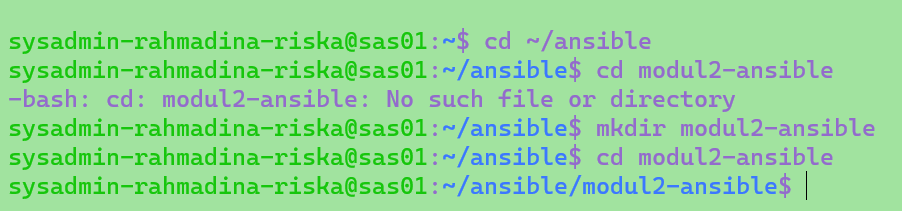 sysadmin-rahmadina-riska@sas01:~$ cd ~/ansible
sysadmin-rahmadina-riska@sas01:~/ansible$ cd modul2-ansible
-bash: cd: modul2-ansible: No such file or directory
sysadmin-rahmadina-riska@sas01:~/ansible$ mkdir modul2-ansible
sysadmin-rahmadina-riska@sas01:~/ansible$ cd modul2-ansible
sysadmin-rahmadina-riska@sas01:~/ansible/modul2-ansible$